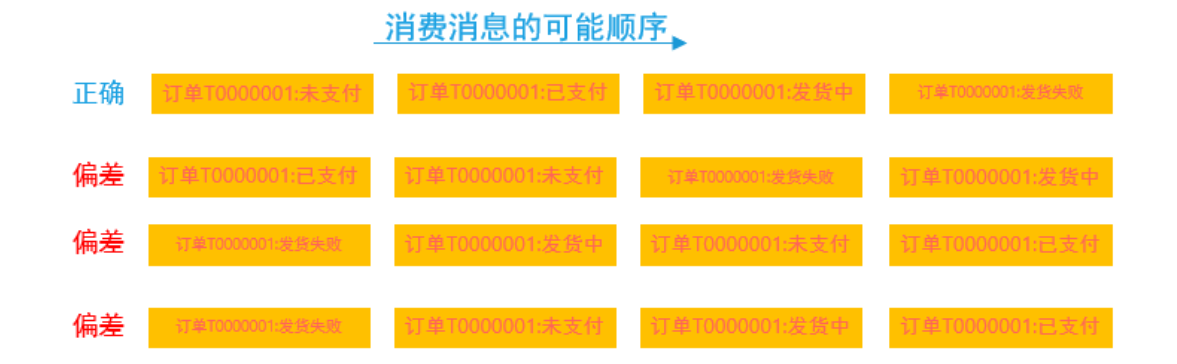 消费消息的可能顺序
正确 订单T0000001:未支付 订单T0000001:已支付 订单T0000001:发货中 订单T0000001:发货失败
偏差 订单T0000001:已支付 订单T0000001:未支付 订单T0000001:发货失败 订单T0000001:发货中
偏差 订单T0000001:发货失败 订单T0000001:发货中 订单T0000001:未支付 订单T0000001:已支付
偏差 订单T0000001:发货失败 订单T0000001:未支付 订单T0000001:发货中 订单T0000001:已支付